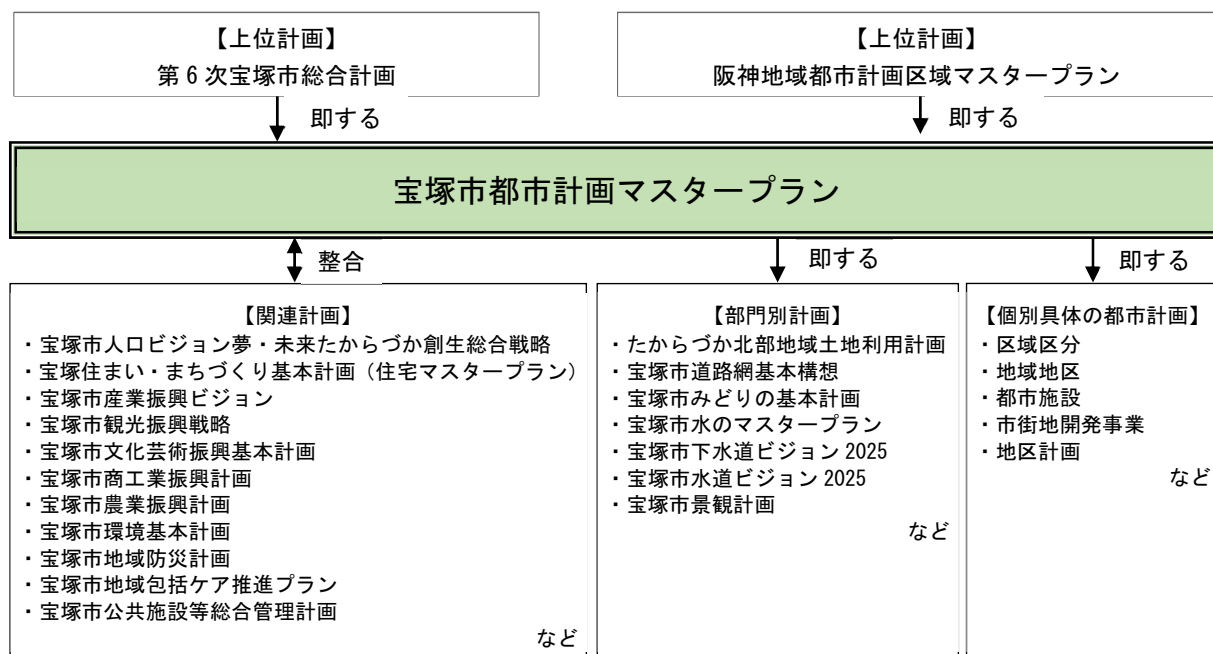 【上位計画】
第6次宝塚市総合計画
【上位計画】
阪神地域都市計画区域マスタープラン
即する
即する
宝塚市都市計画マスタープラン
整合
即する
即する
【関連計画】
・宝塚市人口ビジョン夢・未来たからづか創生総合戦略
・宝塚住まい・まちづくり基本計画（住宅マスタープラン）
・宝塚市産業振興ビジョン
・宝塚市観光振興戦略
・宝塚市文化芸術振興基本計画
・宝塚市商工業振興計画
・宝塚市農業振興計画
・宝塚市環境基本計画
・宝塚市地域防災計画
・宝塚市地域包括ケア推進プラン
・宝塚市公共施設等総合管理計画
など
【部門別計画】
・たからづか北部地域土地利用計画
・宝塚市道路網基本構想
・宝塚市みどりの基本計画
・宝塚市水のマスタープラン
・宝塚市下水道ビジョン2025
・宝塚市水道ビジョン2025
・宝塚市景観計画
など
【個別具体の都市計画】
・区域区分
・地域地区
・都市施設
・市街地開発事業
・地区計画
など